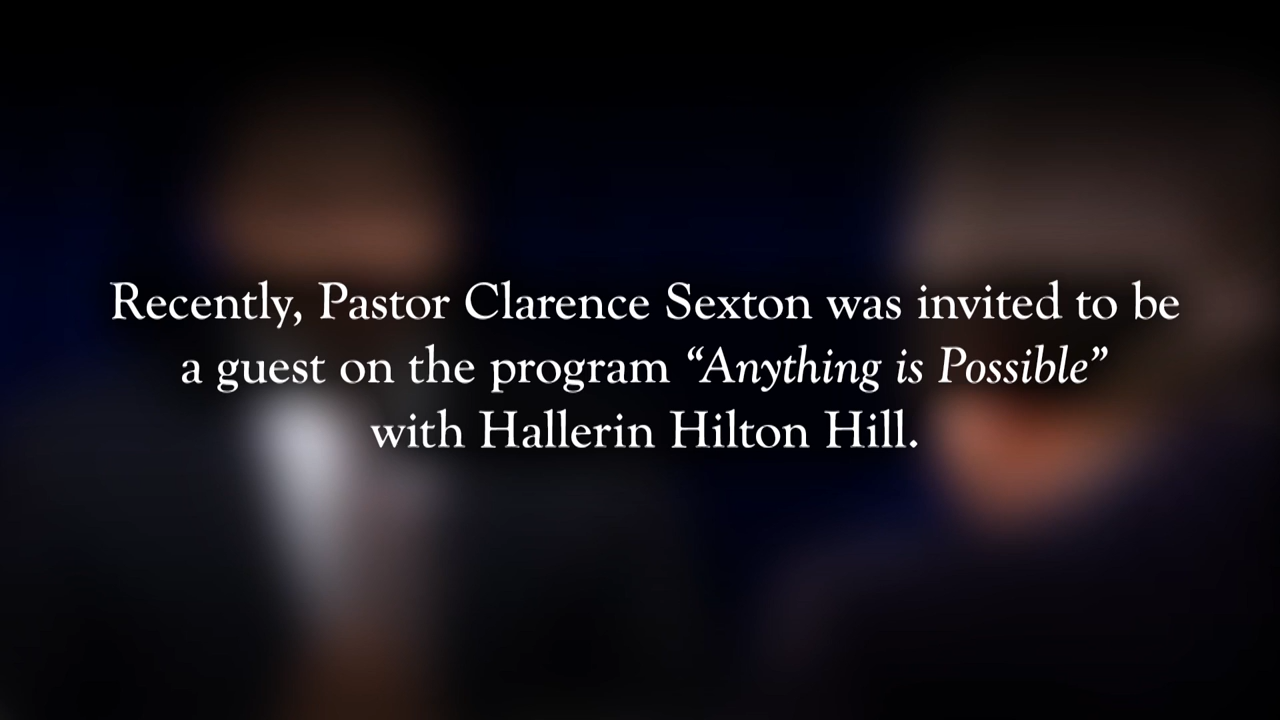 Recently, Pastor Clarence Sexton was invited to be
a guest on the program “Anything is Possible”
with Hallerin Hilton Hill.